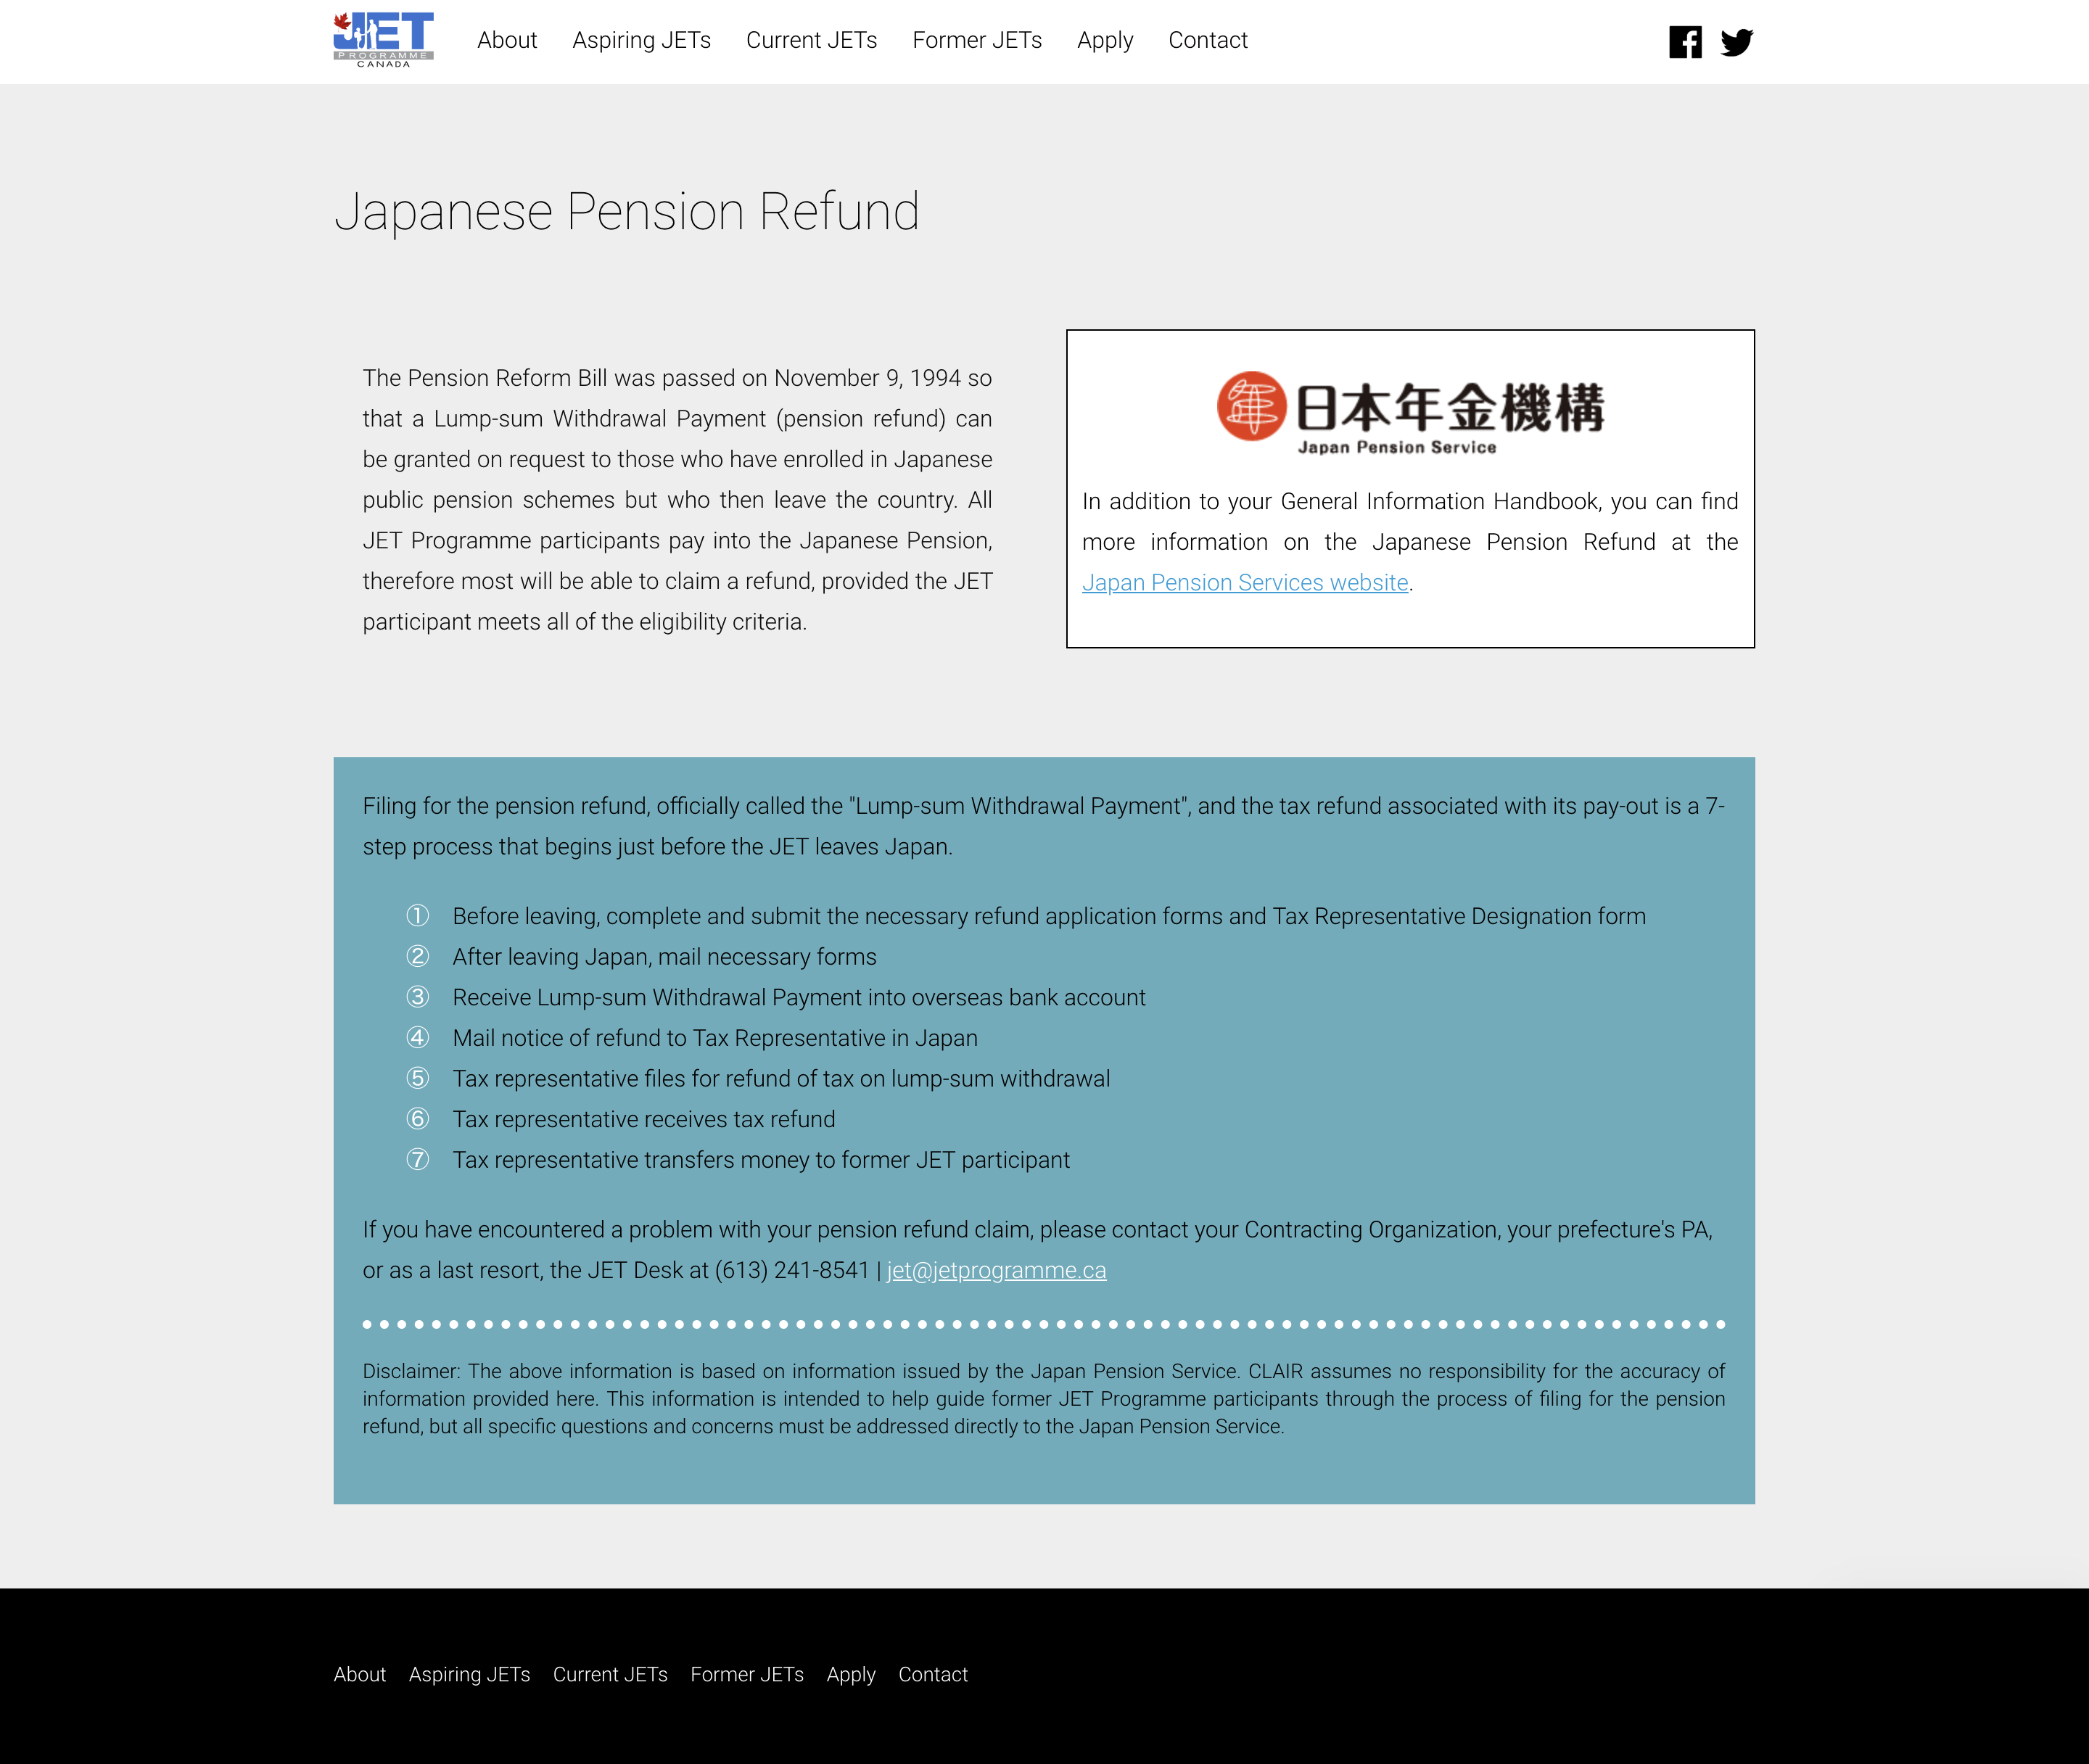 JET
PROGRAMME
CANADA
About Aspiring JETs Current JETs Former JETs Apply Contact
Japanese Pension Refund
The Pension Reform Bill was passed on November 9, 1994 so
that a Lump-sum Withdrawal Payment (pension refund) can
be granted on request to those who have enrolled in Japanese
public pension schemes but who then leave the country. All
JET Programme participants pay into the Japanese Pension,
therefore most will be able to claim a refund, provided the JET
participant meets all of the eligibility criteria.
年 日本年金機構
Japan Pension Service
In addition to your General Information Handbook, you can find
more information on the Japanese Pension Refund at the
Japan Pension Services website.
Filing for the pension refund, officially called the "Lump-sum Withdrawal Payment", and the tax refund associated with its pay-out is a 7-
step process that begins just before the JET leaves Japan.
① Before leaving, complete and submit the necessary refund application forms and Tax Representative Designation form
② After leaving Japan, mail necessary forms
③ Receive Lump-sum Withdrawal Payment into overseas bank account
④ Mail notice of refund to Tax Representative in Japan
⑤ Tax representative files for refund of tax on lump-sum withdrawal
⑥ Tax representative receives tax refund
⑦ Tax representative transfers money to former JET participant
If you have encountered a problem with your pension refund claim, please contact your Contracting Organization, your prefecture's PA,
or as a last resort, the JET Desk at (613) 241-8541 | jet@jetprogramme.ca
Disclaimer: The above information is based on information issued by the Japan Pension Service. CLAIR assumes no responsibility for the accuracy of
information provided here. This information is intended to help guide former JET Programme participants through the process of filing for the pension
refund, but all specific questions and concerns must be addressed directly to the Japan Pension Service.
About Aspiring JETs Current JETs Former JETs Apply Contact